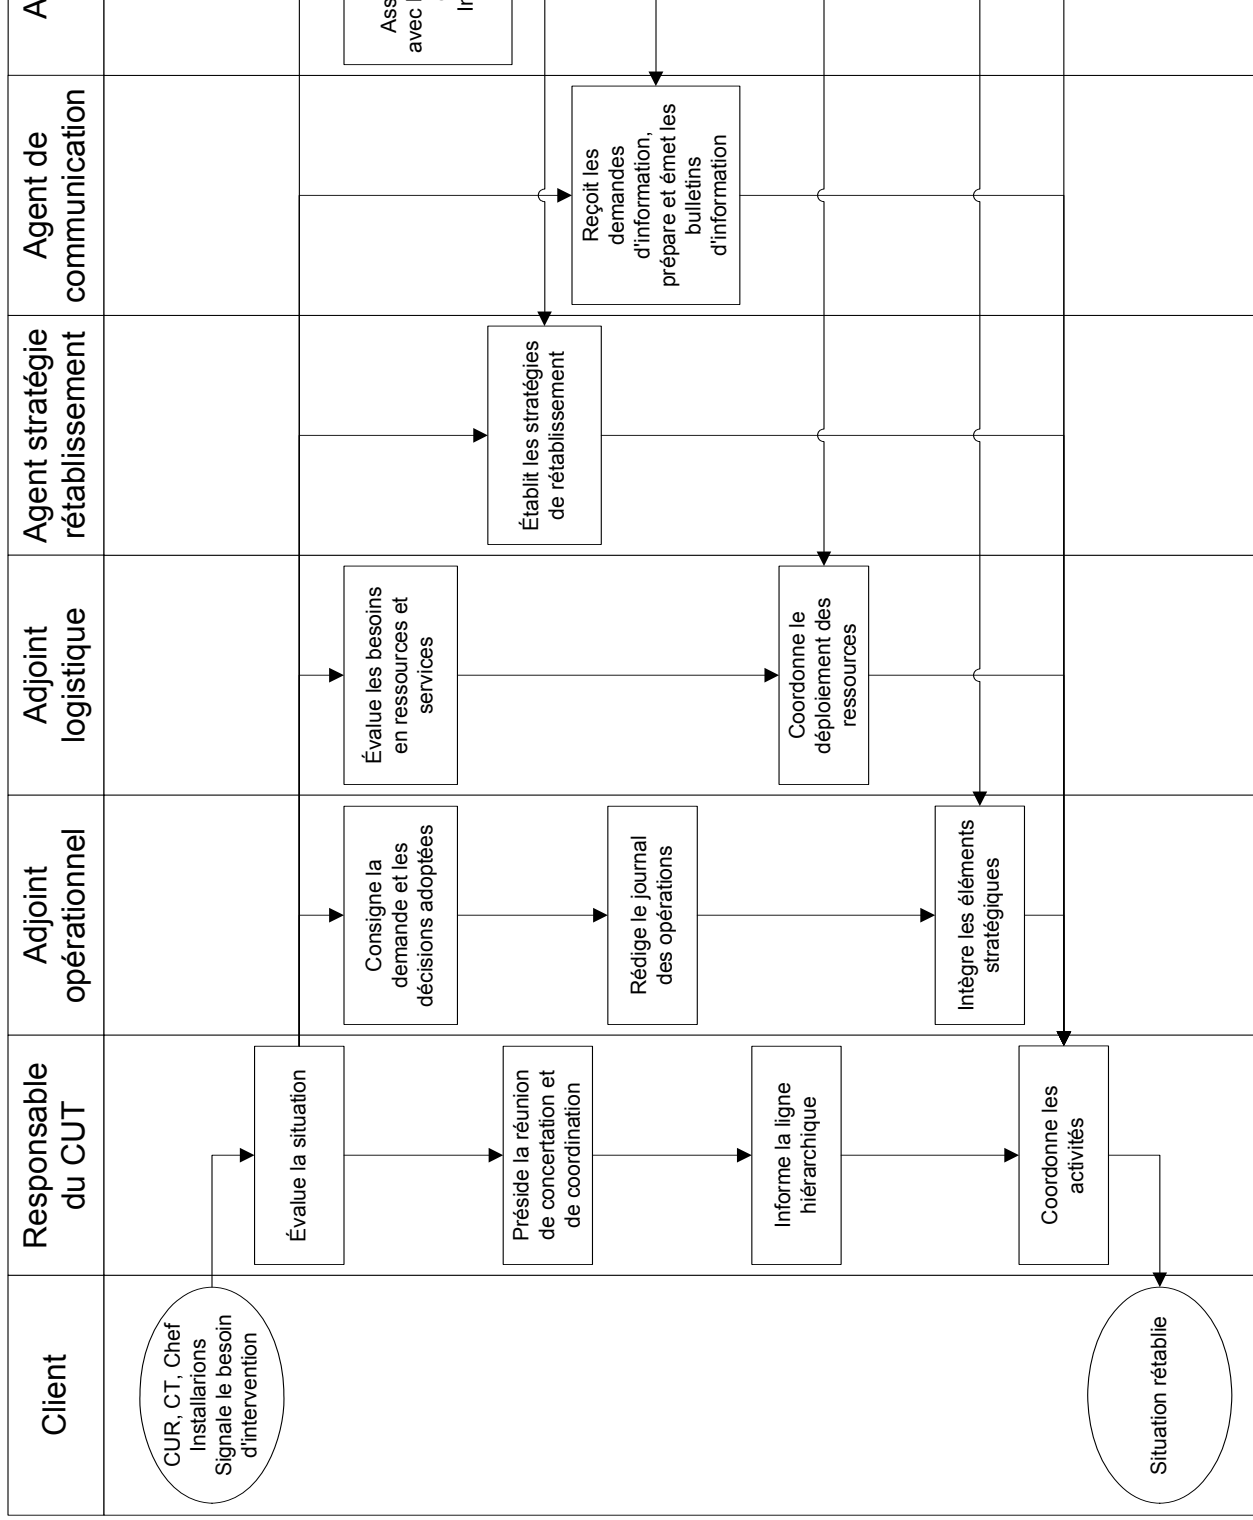 Client
CUR, CT, Chef
Installarions
Signale le besoin
d'intervention
Situation rétablie
Responsable
du CUT
Évalue la situation
Préside la réunion
de concertation et
de coordination
Informe la ligne
hiérarchique
Coordonne les
activités
Adjoint
opérationnel
Consigne la
demande et les
décisions adoptées
Rédige le journal
des opérations
Intègre les éléments
stratégiques
Adjoint
logistique
Évalue les besoins
en ressources et
services
Coordonne le
déploiement des
ressources
Agent stratégie
rétablissement
Établit les stratégies
de rétablissement
Agent de
communication
Reçoit les
demandes
d'information,
prépare et émet les
bulletins
d'information
A
Ass
avec